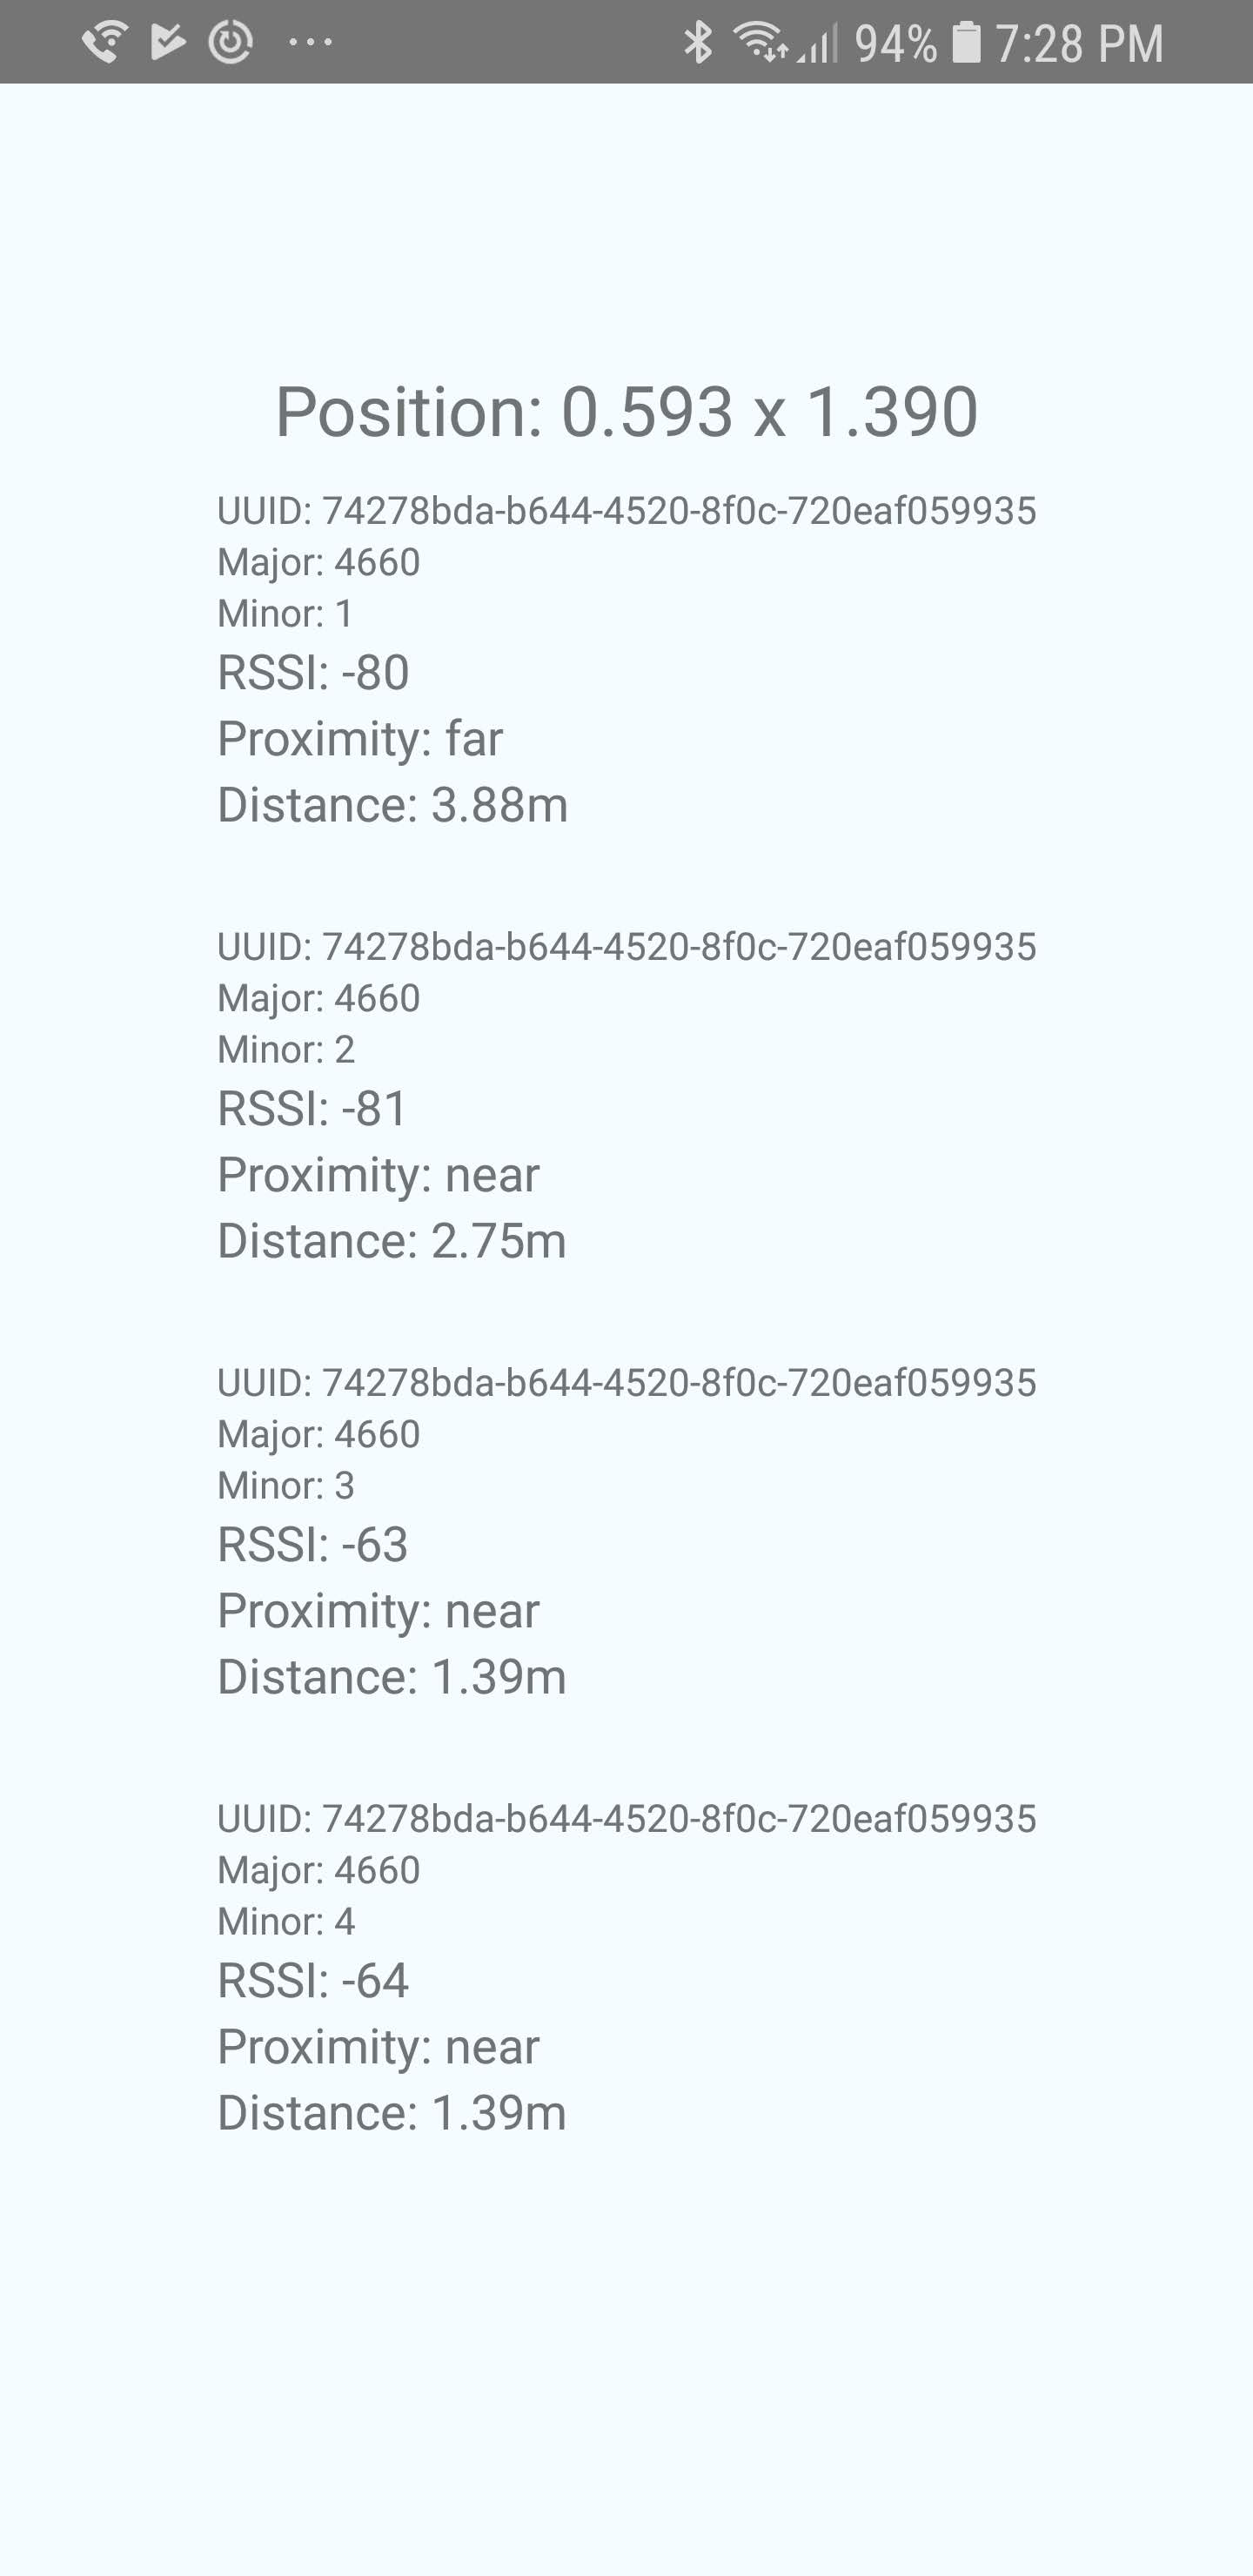 94% 7:28 PM
Position: 0.593 x 1.390
UUID: 74278bda-b644-4520-8f0c-720eaf059935
Major: 4660
Minor: 1
RSSI: -80
Proximity: far
Distance: 3.88m
UUID: 74278bda-b644-4520-8f0c-720eaf059935
Major: 4660
Minor: 2
RSSI: -81
Proximity: near
Distance: 2.75m
UUID: 74278bda-b644-4520-8f0c-720eaf059935
Major: 4660
Minor: 3
RSSI: -63
Proximity: near
Distance: 1.39m
UUID: 74278bda-b644-4520-8f0c-720eaf059935
Major: 4660
Minor: 4
RSSI: -64
Proximity: near
Distance: 1.39m